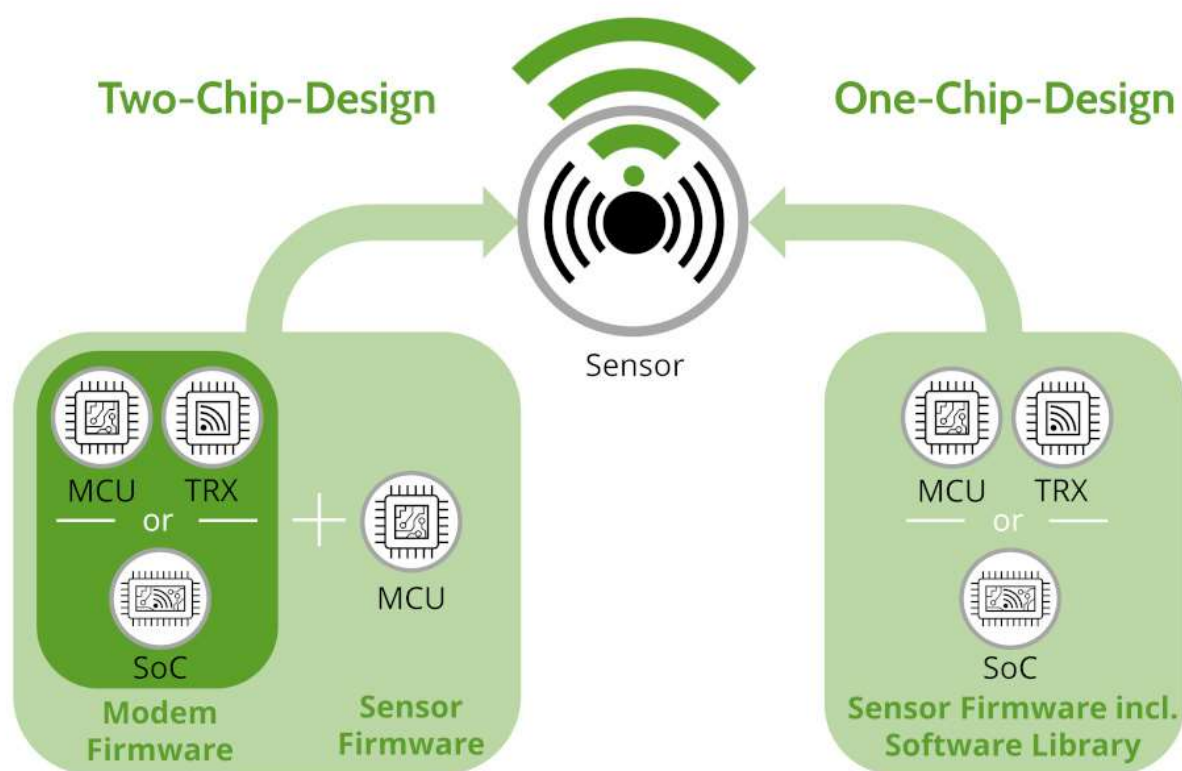 Two-Chip-Design
One-Chip-Design
Sensor
MCU TRX
or
SoC
Modem
Firmware
MCU
Sensor
Firmware
MCU TRX
or
SoC
Sensor Firmware incl.
Software Library